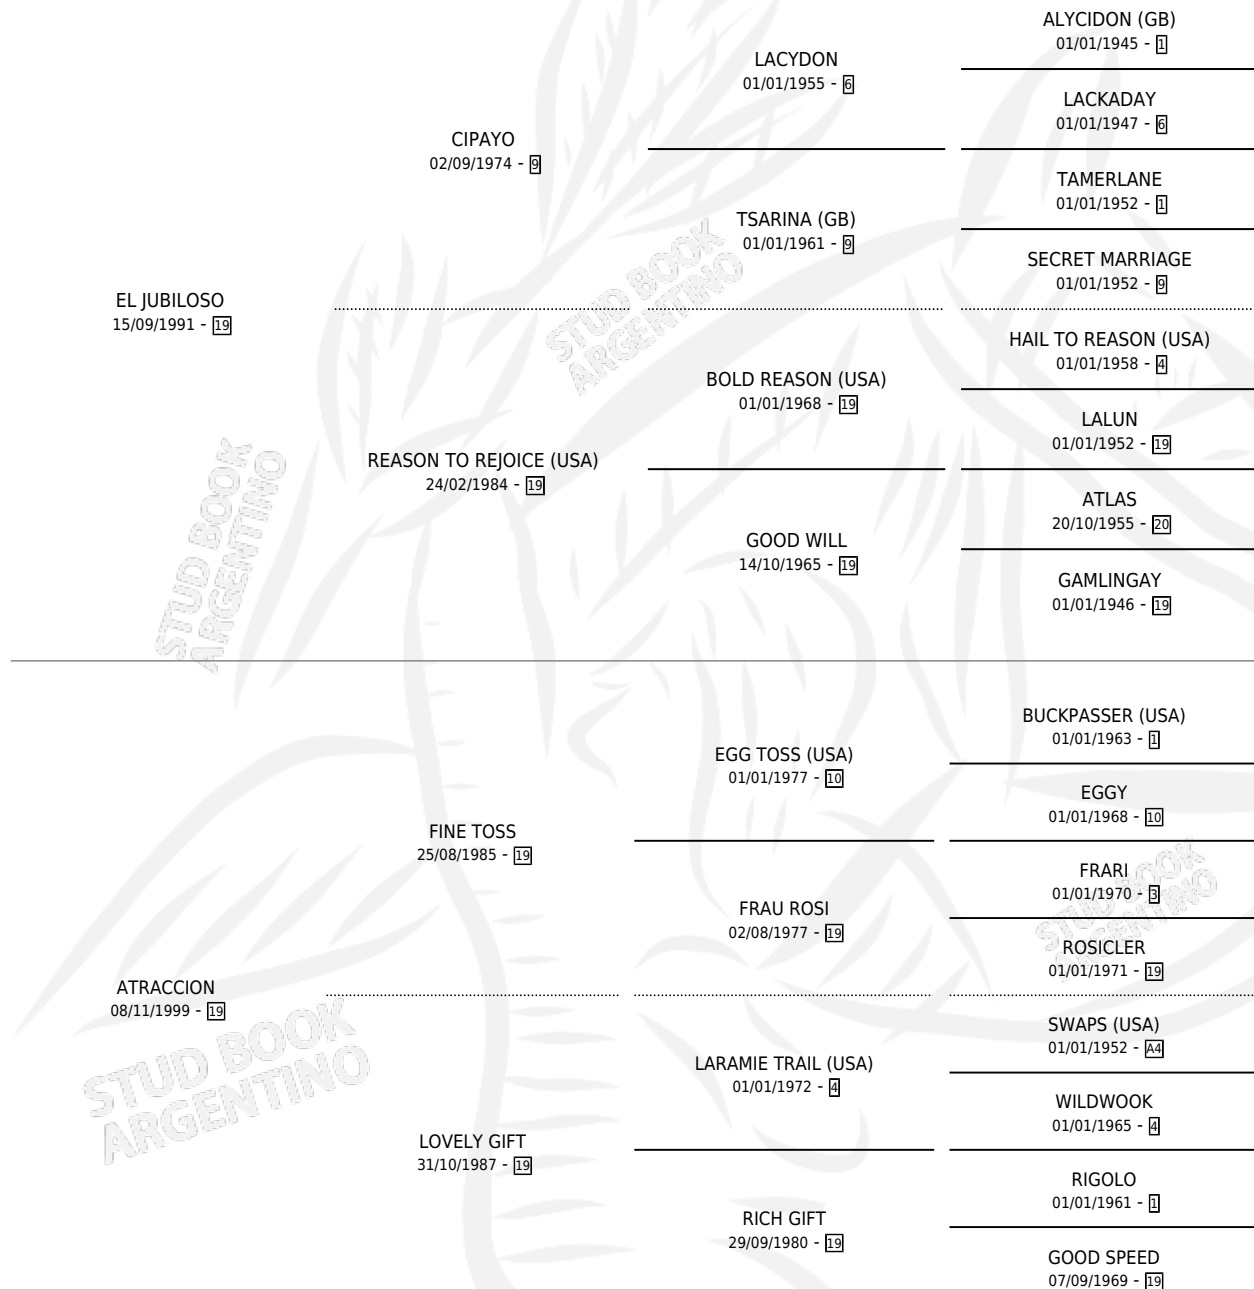 ALYCIDON (GB)
01/01/1945 - 1
LACYDON
01/01/1955 - 6
LACKADAY
01/01/1947 - 6
CIPAYO
02/09/1974 - 9
TAMERLANE
01/01/1952 - 1
TSARINA (GB)
01/01/1961 - 9
SECRET MARRIAGE
01/01/1952 - 9
EL JUBILOSO
15/09/1991 - 19
HAIL TO REASON (USA)
01/01/1958 - 4
BOLD REASON (USA)
01/01/1968 - 19
LALUN
01/01/1952 - 19
REASON TO REJOICE (USA)
24/02/1984 - 19
ATLAS
20/10/1955 - 20
GOOD WILL
14/10/1965 - 19
GAMLINGAY
01/01/1946 - 19
BUCKPASSER (USA)
01/01/1963 - 1
EGG TOSS (USA)
01/01/1977 - 10
EGGY
01/01/1968 - 10
FINE TOSS
25/08/1985 - 19
FRARI
01/01/1970 - 3
FRAU ROSI
02/08/1977 - 19
ROSICLER
01/01/1971 - 19
ATRACCION
08/11/1999 - 19
SWAPS (USA)
01/01/1952 - A4
LARAMIE TRAIL (USA)
01/01/1972 - 4
WILDWOOK
01/01/1965 - 4
LOVELY GIFT
31/10/1987 - 19
RIGOLO
01/01/1961 - 1
RICH GIFT
29/09/1980 - 19
GOOD SPEED
07/09/1969 - 19
STUD BOOK
ARGENTINO
STUD BOOK
ARGENTINO
STUD BOOK
ARGENTINO
STUD BOOK
ARGENTINO